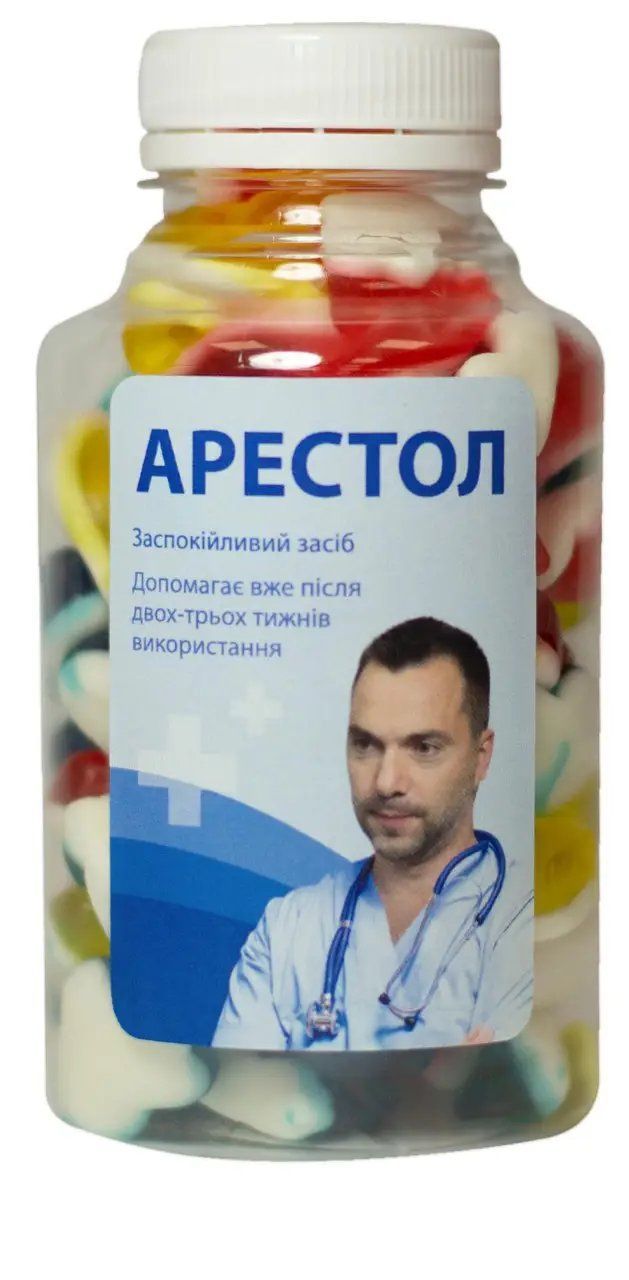 АРЕСТОЛ
Заспокійливий засіб
Допомагає вже після
двох-трьох тижнів
використання